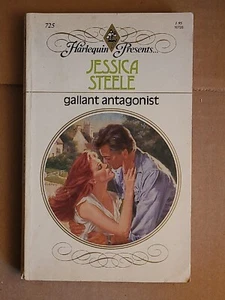 725
Harlequin Presents...
JESSICA
STEELE
gallant antagonist